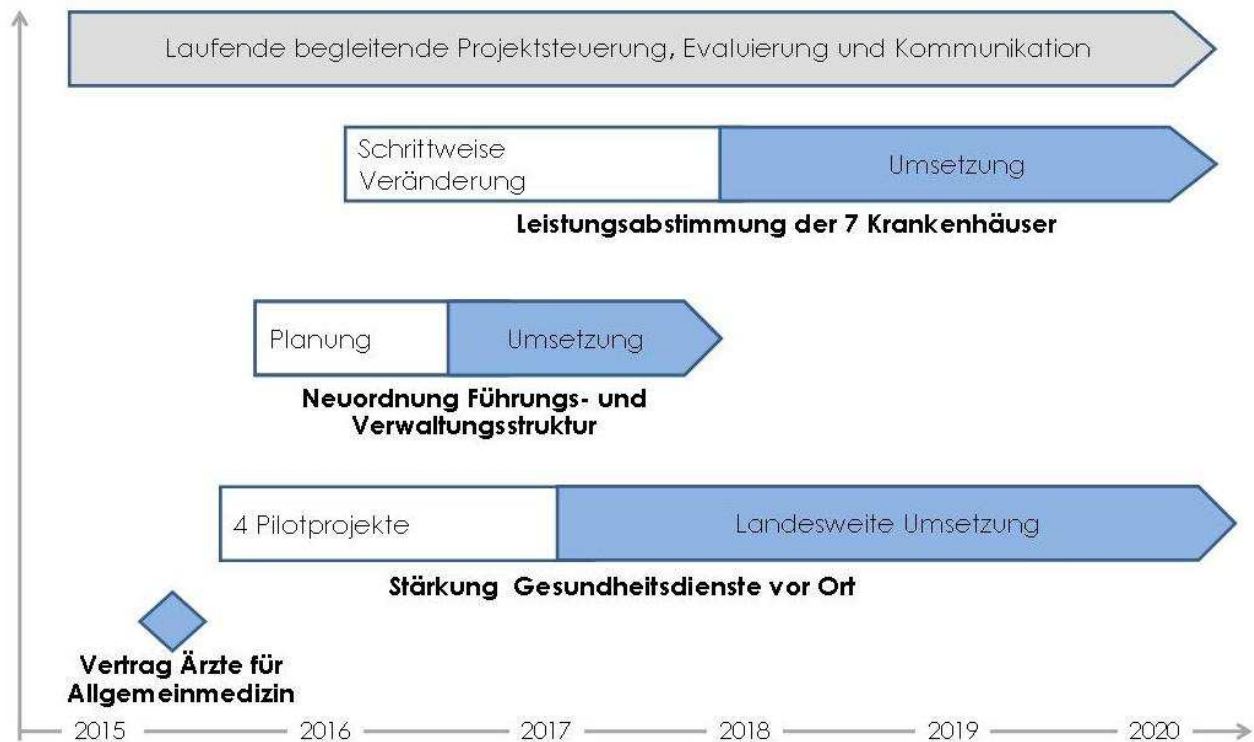 Laufende begleitende Projektsteuerung, Evaluierung und Kommunikation
Schrittweise
Veränderung
Umsetzung
Leistungsabstimmung der 7 Krankenhäuser
Planung
Umsetzung
Neuordnung Führungs- und
Verwaltungsstruktur
4 Pilotprojekte
Landesweite Umsetzung
Stärkung Gesundheitsdienste vor Ort
Vertrag Ärzte für
Allgemeinmedizin
2015 2016 2017 2018 2019 2020